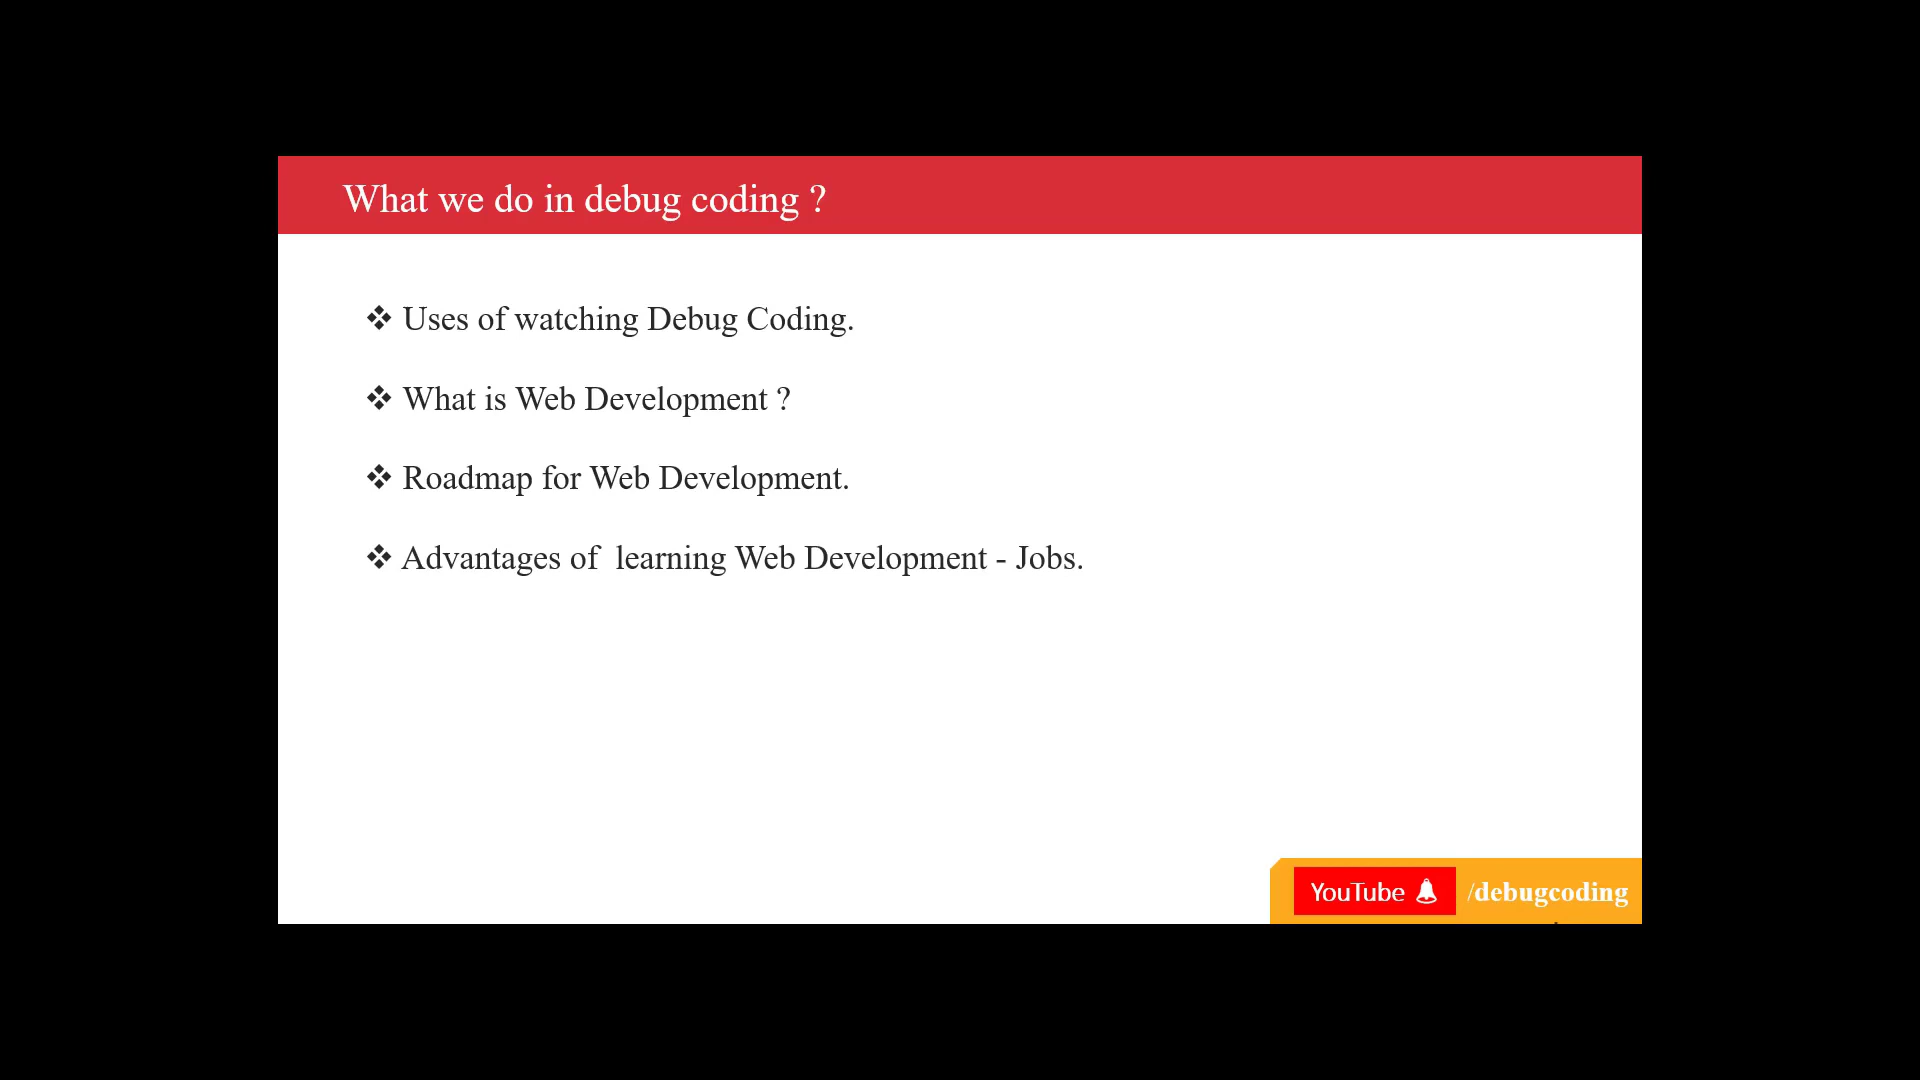 What we do in debug coding ?
❖ Uses of watching Debug Coding.
❖ What is Web Development ?
❖ Roadmap for Web Development.
❖ Advantages of  learning Web Development - Jobs.
YouTube /debugcoding